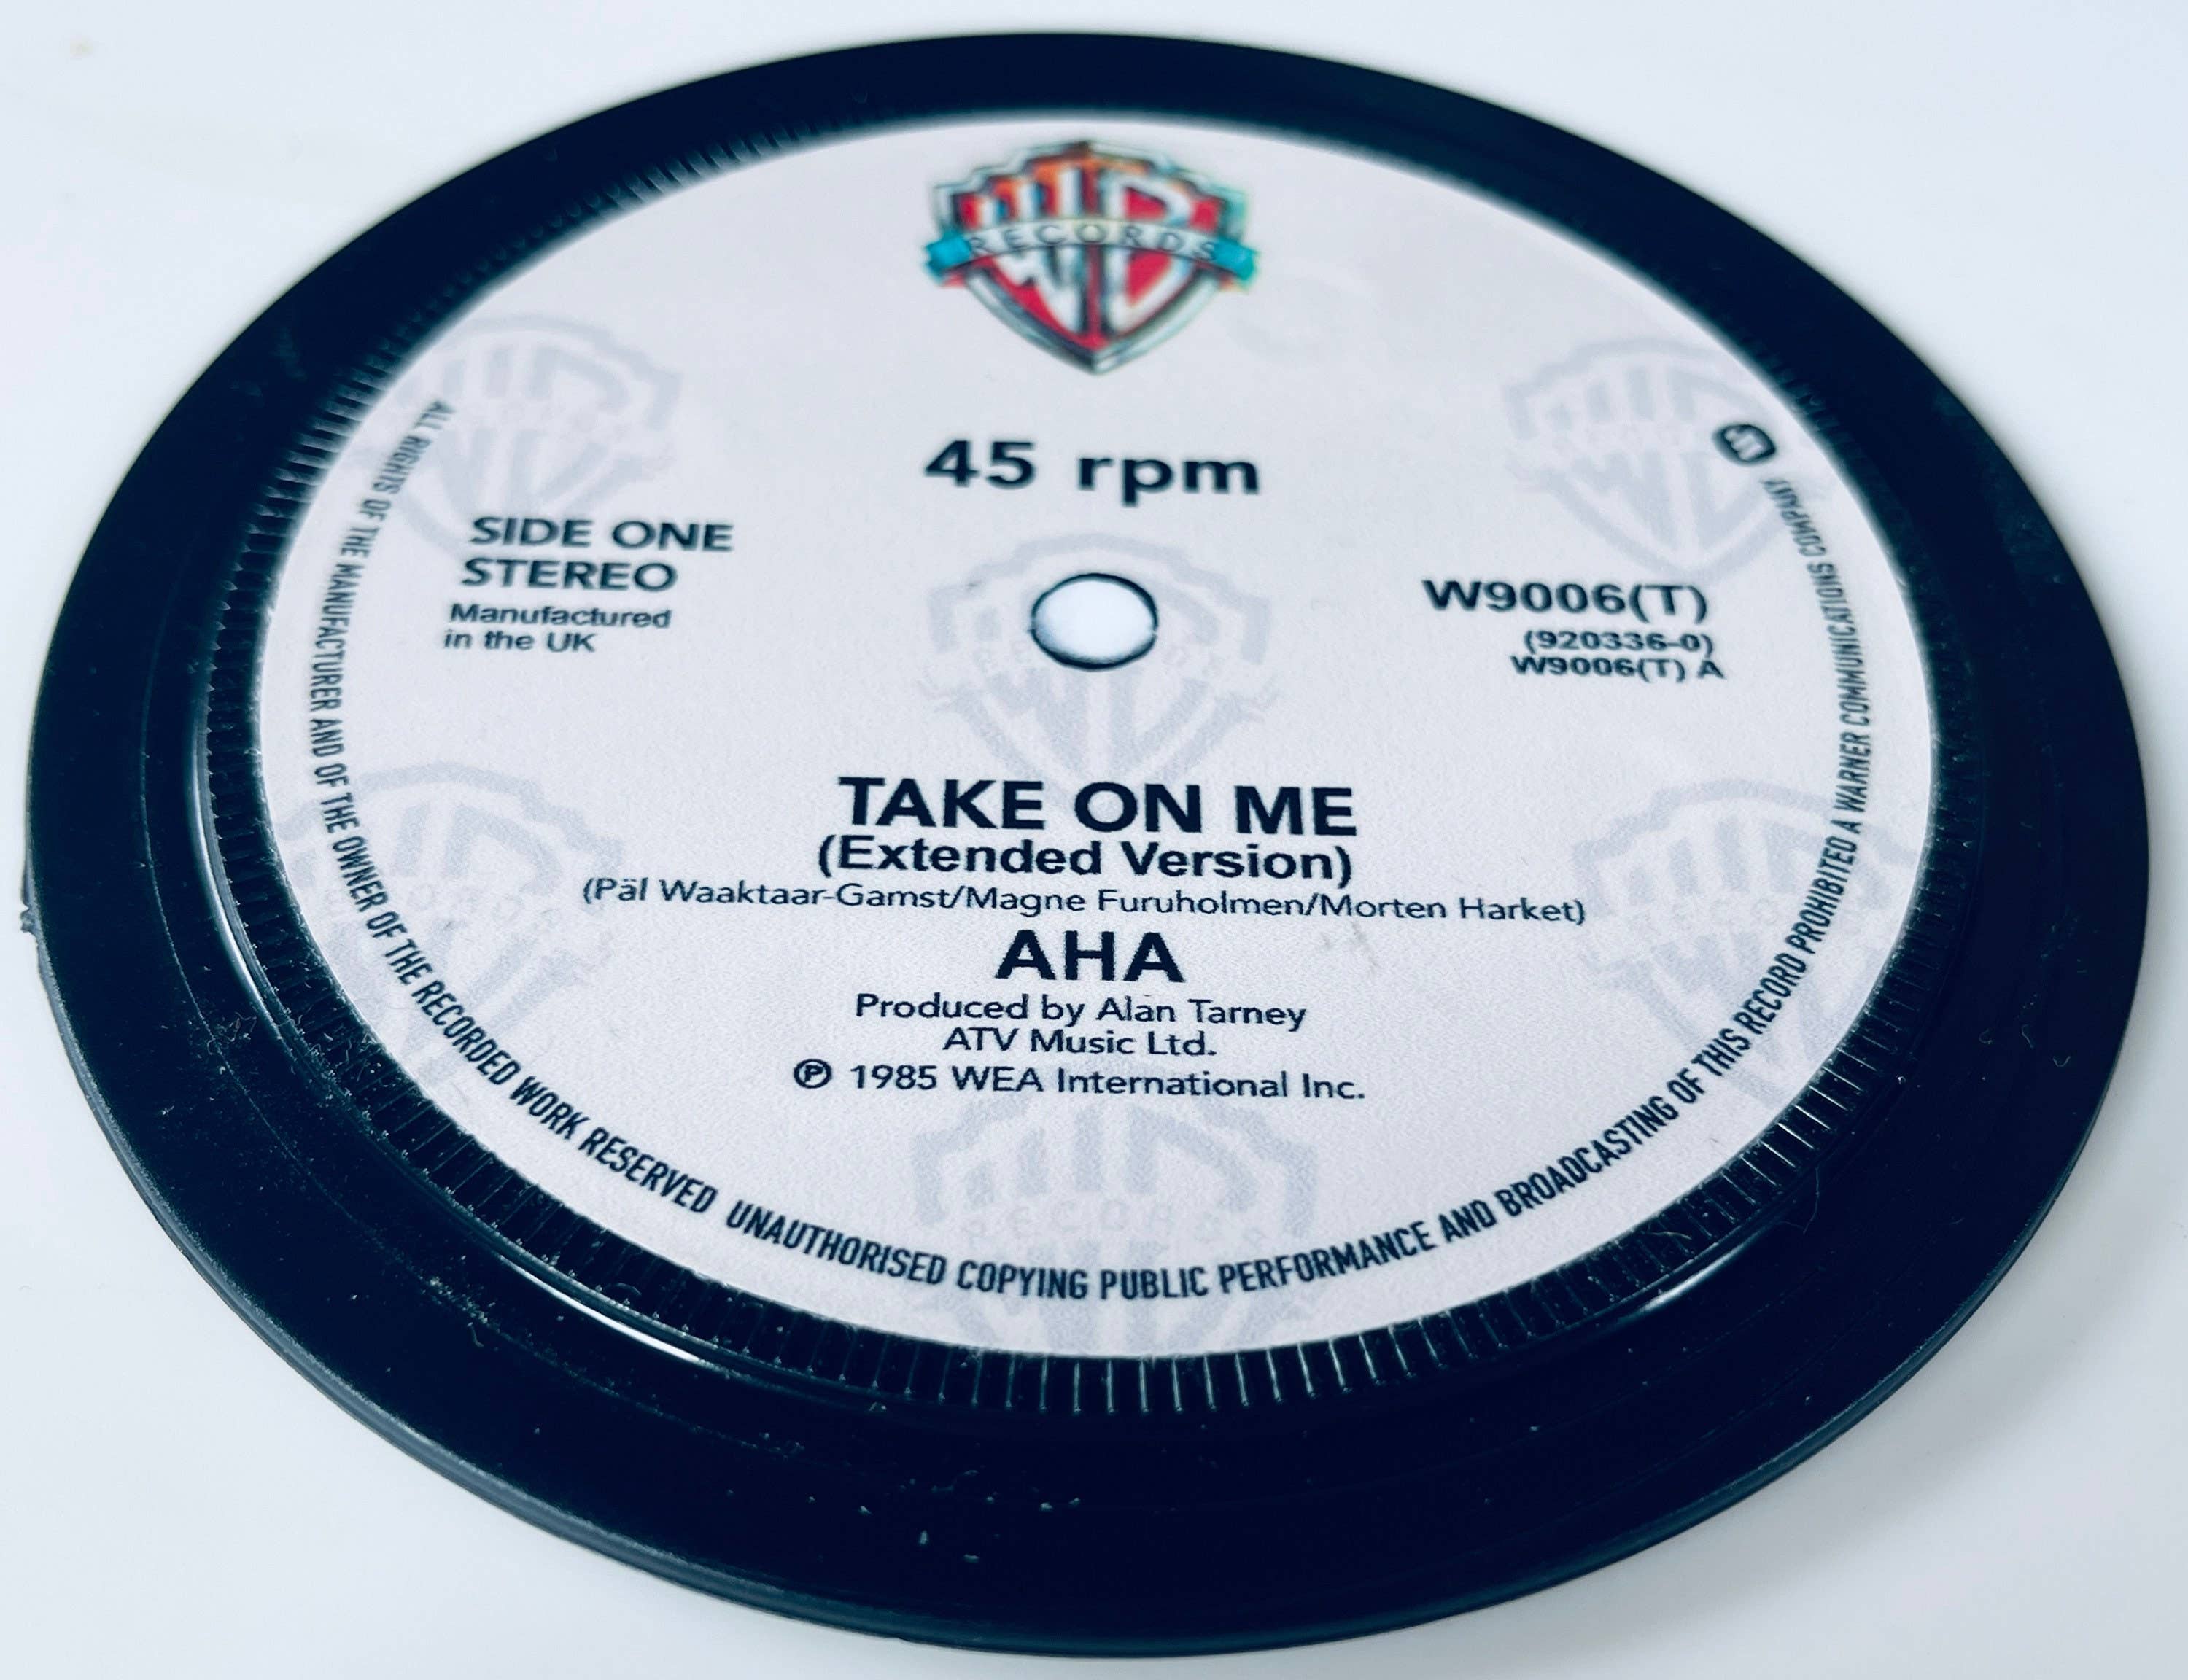 WB
RECORDS
45 rpm
SIDE ONE
STEREO
Manufactured
in the UK
W9006(T)
(920336-0)
W9006(T) A
TAKE ON ME
(Extended Version)
(Päl Waaktaar-Gamst/Magne Furuholmen/Morten Harket)
AHA
Produced by Alan Tarney
ATV Music Ltd.
℗ 1985 WEA International Inc.
ALL RIGHTS OF THE MANUFACTURER AND OF THE OWNER OF THE RECORDED WORK RESERVED UNAUTHORISED COPYING PUBLIC PERFORMANCE AND BROADCASTING OF THIS RECORD PROHIBITED A WARNER COMMUNICATIONS COMPANY